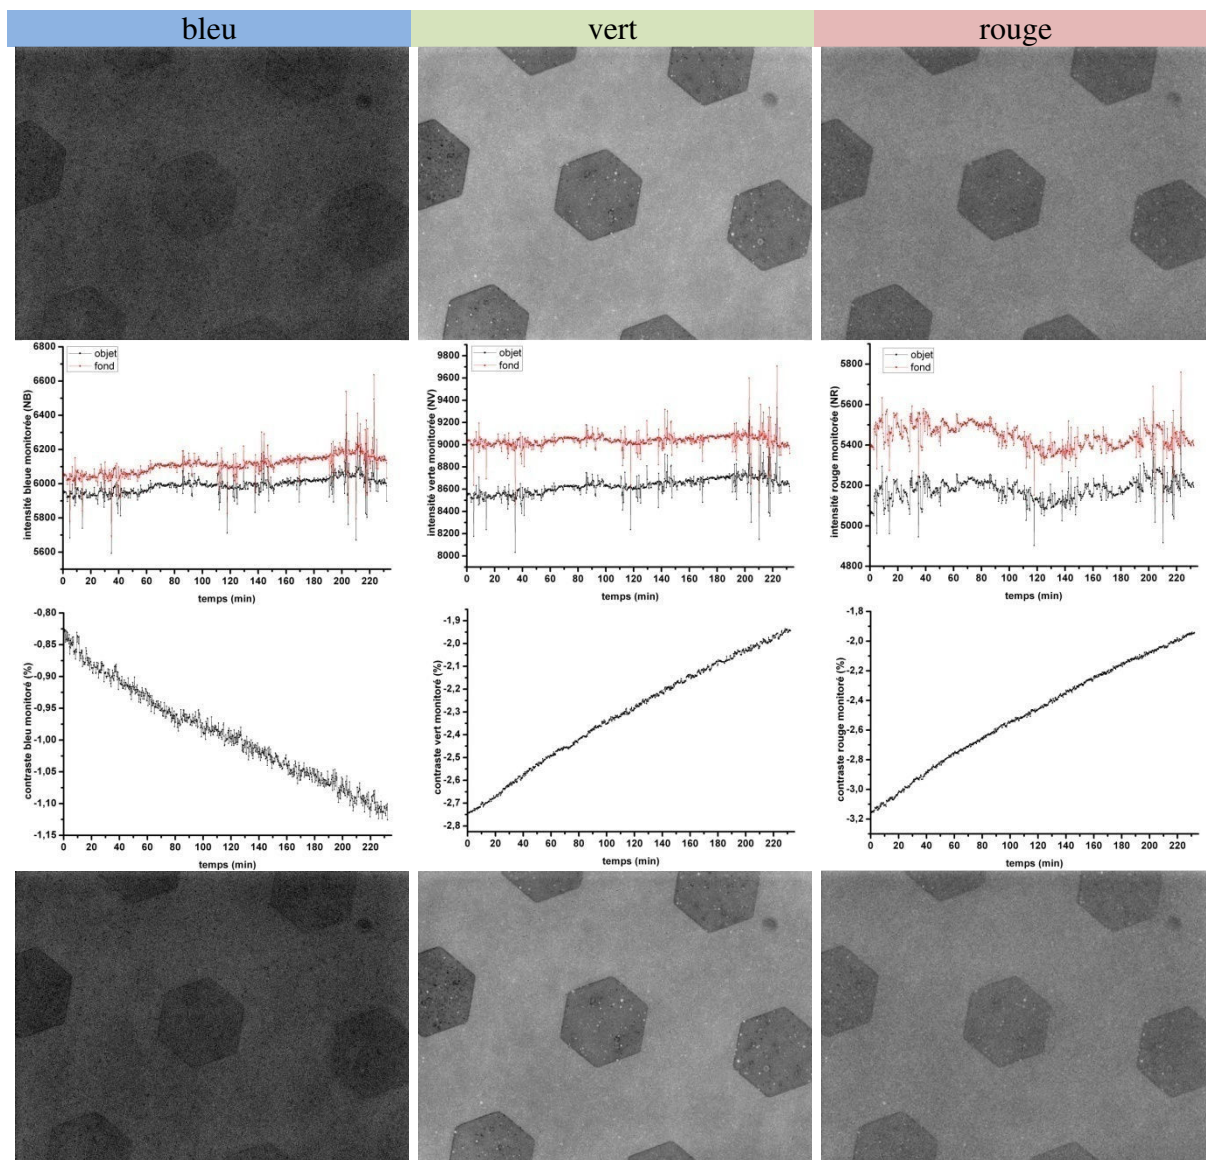 bleu
vert
rouge
6800
6600
6400
6200
6000
5800
5600
objet
fond
intensité bleue monitorée (NB)
0 20 40 60 80 100 120 140 160 180 200 220
temps (min)
9800
9600
9400
9200
9000
8800
8600
8400
8200
8000
objet
fond
intensité verte monitorée (NV)
0 20 40 60 80 100 120 140 160 180 200 220
temps (min)
5800
5600
5400
5200
5000
4800
objet
fond
intensité rouge monitorée (NR)
0 20 40 60 80 100 120 140 160 180 200 220
temps (min)
-0,80
-0,85
-0,90
-0,95
-1,00
-1,05
-1,10
-1,15
contraste bleu monitoré (%)
0 20 40 60 80 100 120 140 160 180 200 220
temps (min)
-1,9
-2,0
-2,1
-2,2
-2,3
-2,4
-2,5
-2,6
-2,7
-2,8
contraste vert monitoré (%)
0 20 40 60 80 100 120 140 160 180 200 220
temps (min)
-1,8
-2,0
-2,2
-2,4
-2,6
-2,8
-3,0
-3,2
contraste rouge monitoré (%)
0 20 40 60 80 100 120 140 160 180 200 220
temps (min)